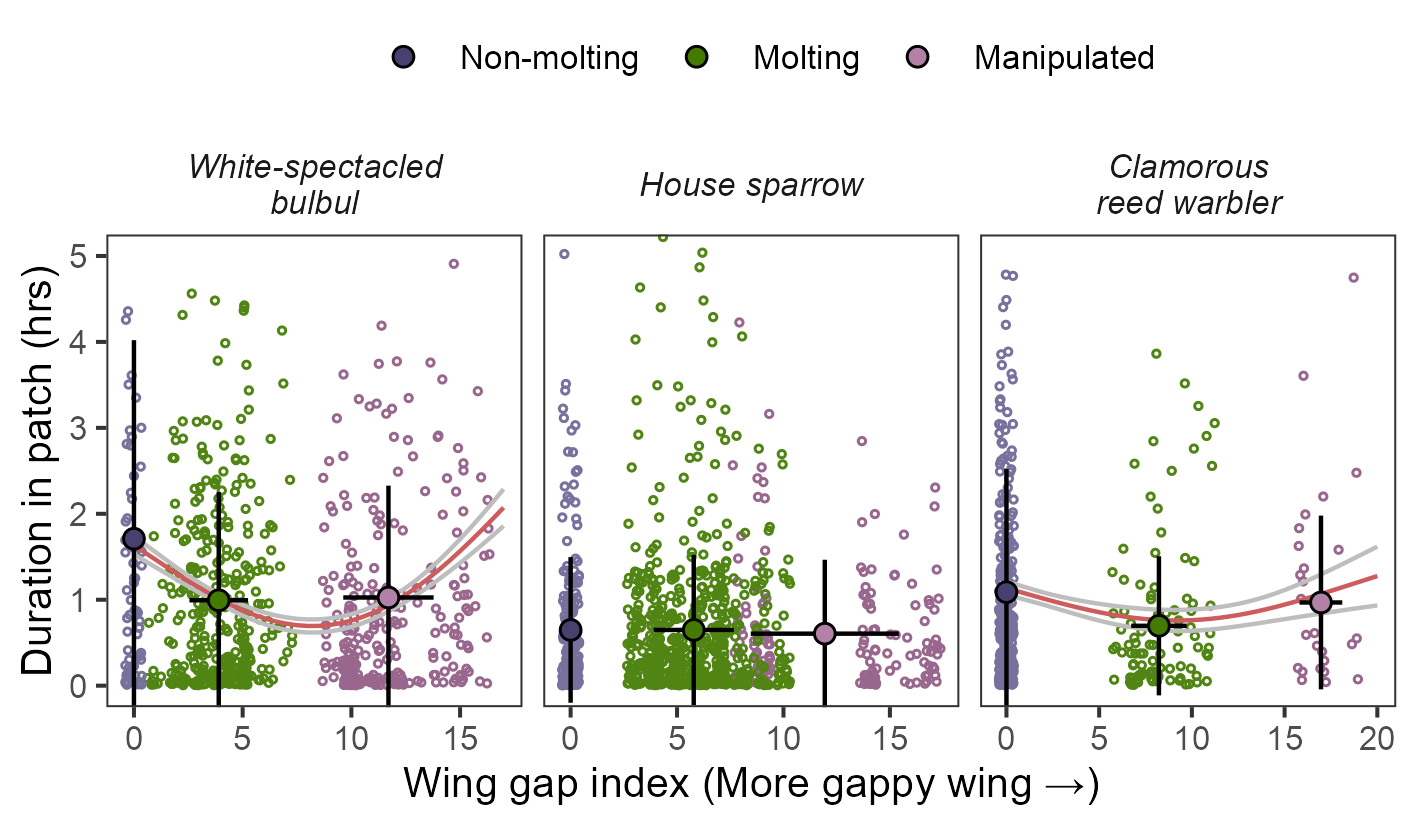 Non-molting Molting Manipulated
White-spectacled
bulbul
House sparrow
Clamorous
reed warbler
Duration in patch (hrs)
5
4
3
2
1
0
0 5 10 15
0 5 10 15
0 5 10 15 20
Wing gap index (More gappy wing →)